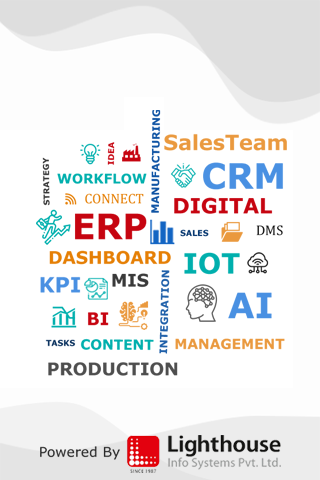 MANUFACTURING
SalesTeam
IDEA
STRATEGY
WORKFLOW
CRM
CONNECT
DIGITAL
ERP
SALES
DMS
DASHBOARD
IOT
KPI
MIS
INTEGRATION
AI
BI
TASKS
CONTENT
MANAGEMENT
PRODUCTION
Powered By
SINCE 1987
Lighthouse
Info Systems Pvt. Ltd.